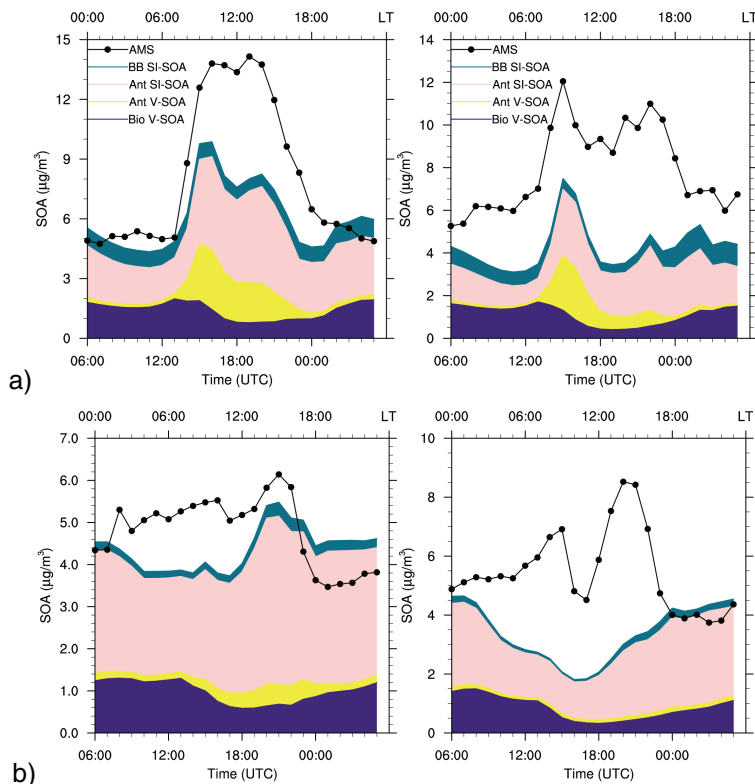 00:00 06:00 12:00 18:00 LT
15
12
9
6
3
0
SOA (µg/m³)
AMS
BB SI-SOA
Ant SI-SOA
Ant V-SOA
Bio V-SOA
06:00 12:00 18:00 00:00
Time (UTC)
00:00 06:00 12:00 18:00 LT
14
12
10
8
6
4
2
0
SOA (µg/m³)
AMS
BB SI-SOA
Ant SI-SOA
Ant V-SOA
Bio V-SOA
06:00 12:00 18:00 00:00
Time (UTC)
a)
00:00 06:00 12:00 18:00 LT
7.0
6.0
5.0
4.0
3.0
2.0
1.0
0.0
SOA (µg/m³)
06:00 12:00 18:00 00:00
Time (UTC)
00:00 06:00 12:00 18:00 LT
10
8
6
4
2
0
SOA (µg/m³)
06:00 12:00 18:00 00:00
Time (UTC)
b)